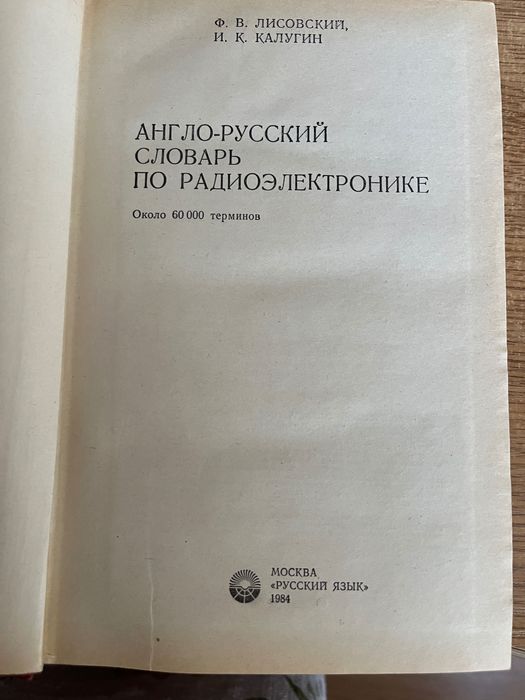 Ф. В. ЛИСОВСКИЙ,
И. К. КАЛУГИН
АНГЛО-РУССКИЙ
СЛОВАРЬ
ПО РАДИОЭЛЕКТРОНИКЕ
Около 60 000 терминов
МОСКВА
«РУССКИЙ ЯЗЫК»
1984